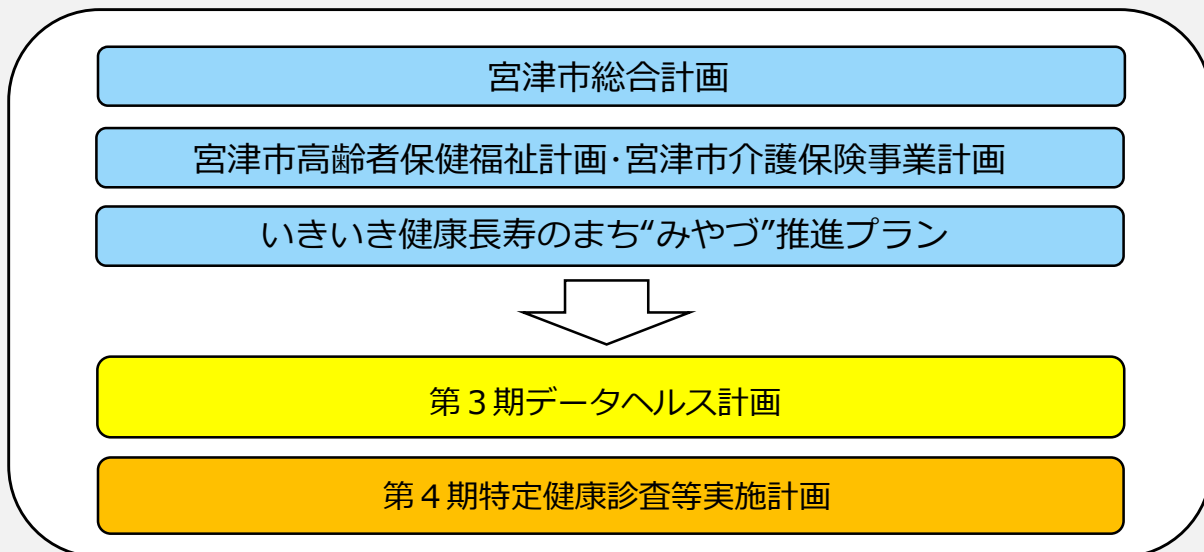 宮津市総合計画
宮津市高齢者保健福祉計画･宮津市介護保険事業計画
いきいき健康長寿のまち“みやづ”推進プラン
第３期データヘルス計画
第４期特定健康診査等実施計画